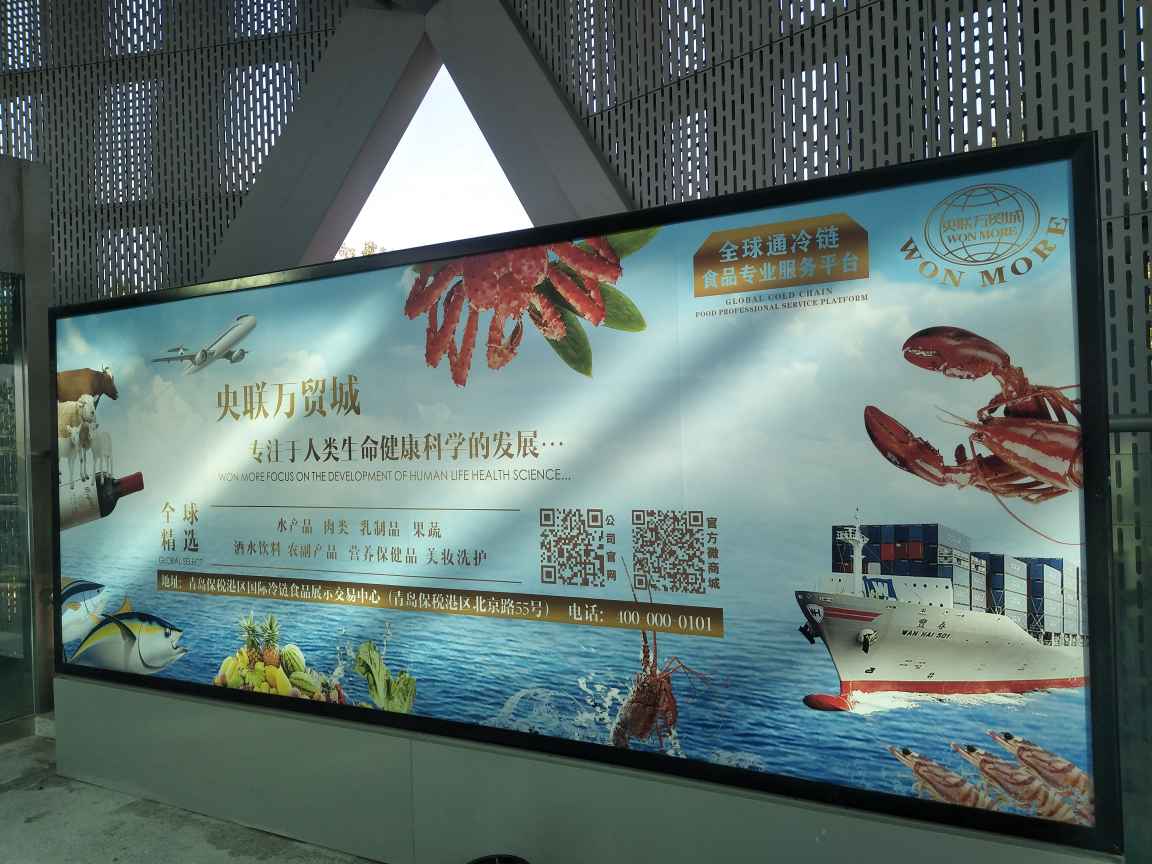 全球通冷链
食品专业服务平台
GLOBAL GOLD CHAIN
FOOD PROFESSIONAL SERVICE PLATFORM
央联万贸城
WON MORE
WON MORE
央联万贸城
专注于人类生命健康科学的发展···
WON MORE FOCUS ON THE DEVELOPMENT OF HUMAN LIFE HEALTH SCIENCE...
全球
精选
GLOBAL SELECT
水产品 肉类 乳制品 果蔬
酒水饮料 农副产品 营养保健品 美妆洗护
公司官网
官方微商城
地址：青岛保税港区国际冷链食品展示交易中心（青岛保税港区北京路55号） 电话：400 000 0101
WAN HAI 501